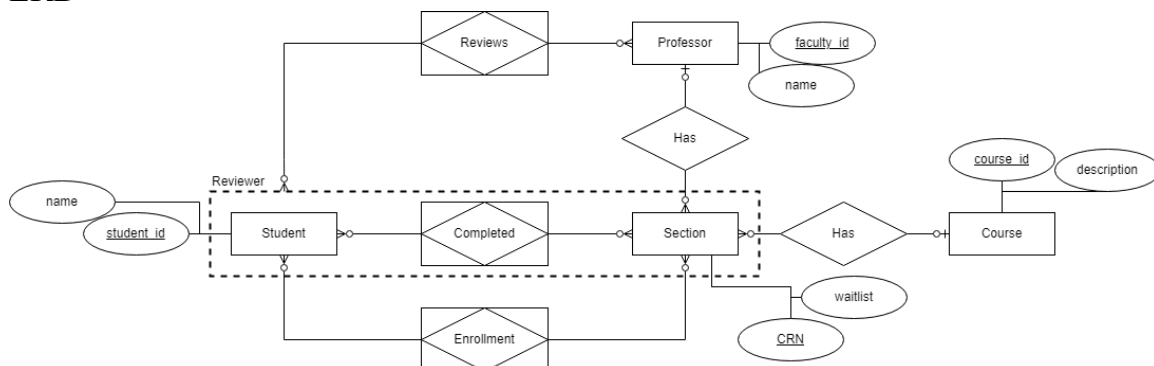 ERD
Reviews
Professor
faculty_id
name
Has
course_id
description
Reviewer
name
student_id
Student
Completed
Section
Has
Course
waitlist
Enrollment
CRN